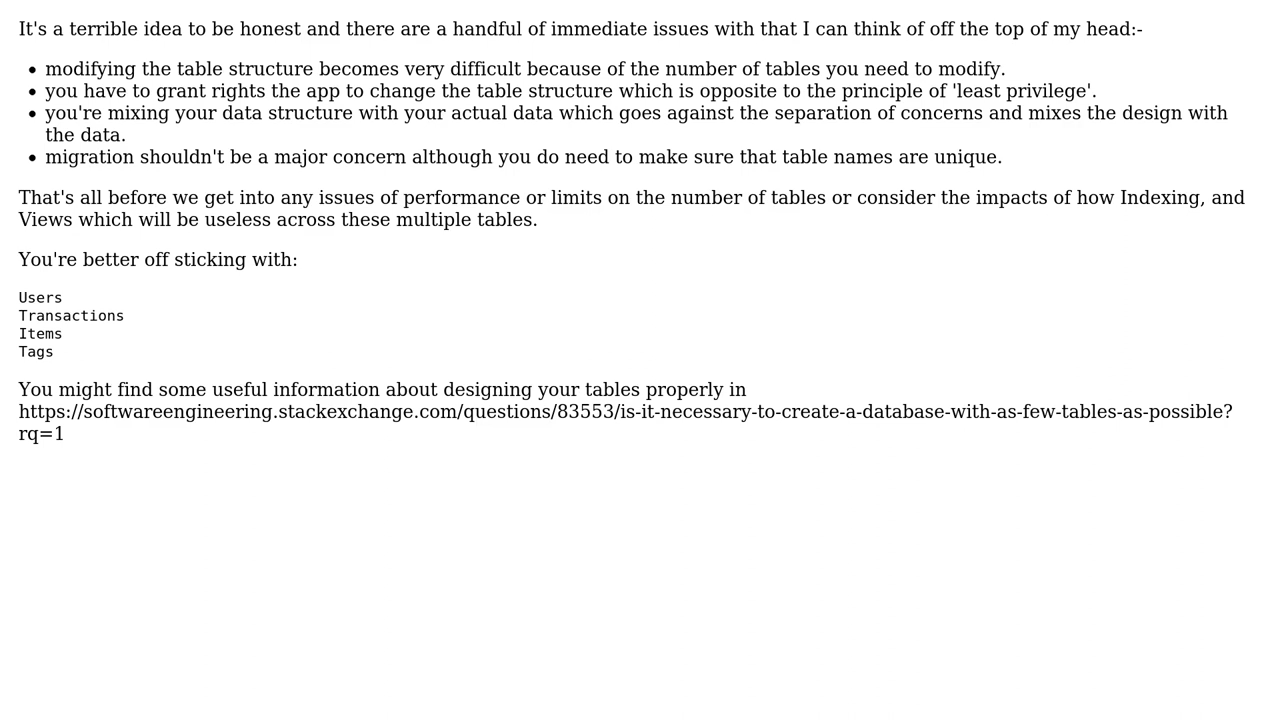 It's a terrible idea to be honest and there are a handful of immediate issues with that I can think of off the top of my head:-
• modifying the table structure becomes very difficult because of the number of tables you need to modify.
• you have to grant rights the app to change the table structure which is opposite to the principle of 'least privilege'.
• you're mixing your data structure with your actual data which goes against the separation of concerns and mixes the design with
the data.
• migration shouldn't be a major concern although you do need to make sure that table names are unique.
That's all before we get into any issues of performance or limits on the number of tables or consider the impacts of how Indexing, and
Views which will be useless across these multiple tables.
You're better off sticking with:
Users
Transactions
Items
Tags
You might find some useful information about designing your tables properly in
https://softwareengineering.stackexchange.com/questions/83553/is-it-necessary-to-create-a-database-with-as-few-tables-as-possible?
rq=1